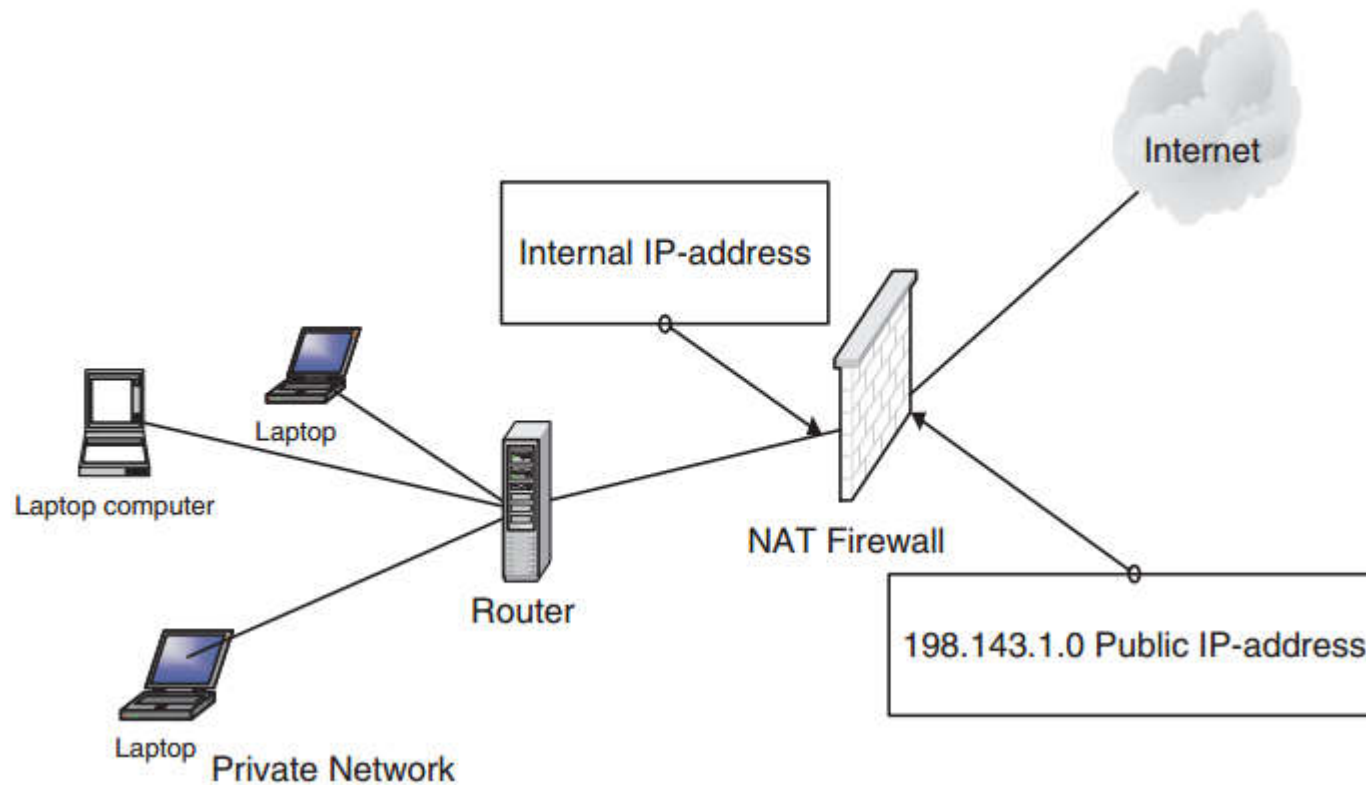 Internet
Internal IP-address
Laptop
Laptop computer
NAT Firewall
Router
198.143.1.0 Public IP-address
Laptop
Private Network